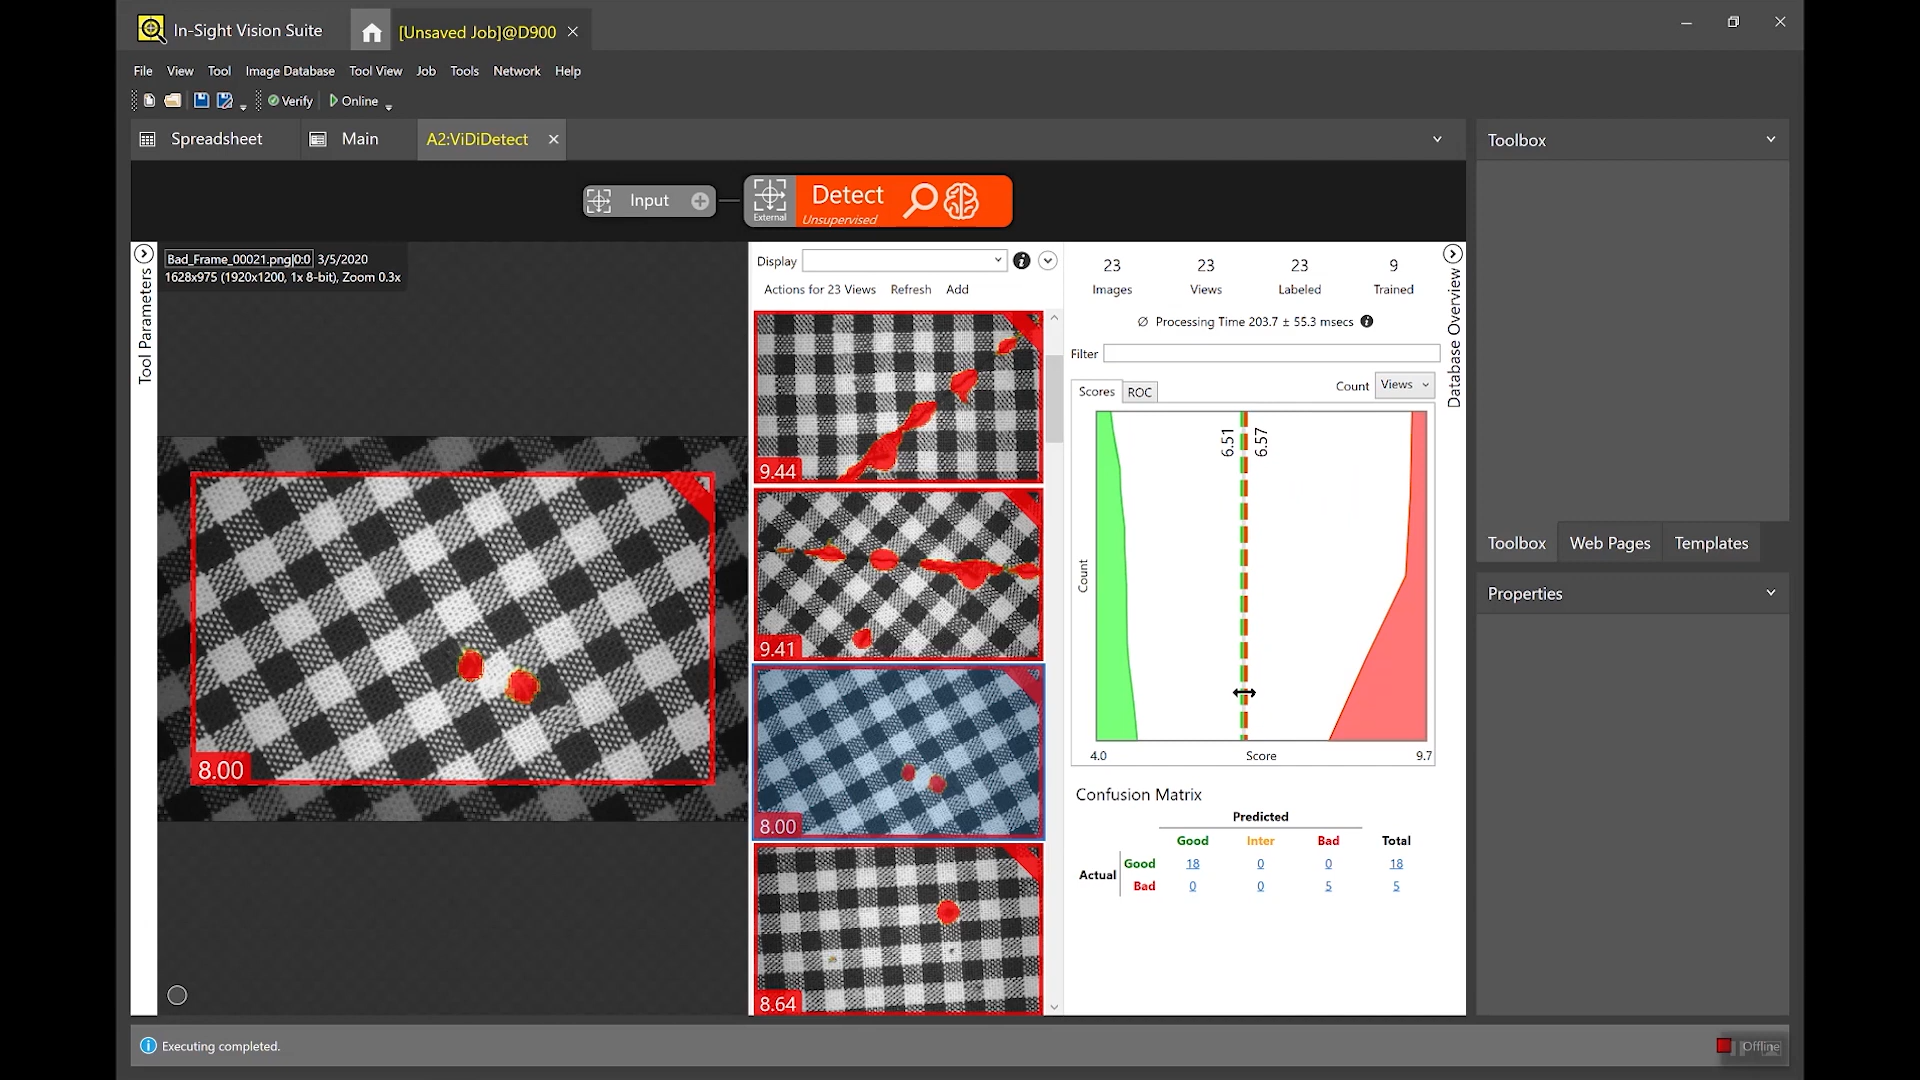 In-Sight Vision Suite
[Unsaved Job]@D900
File View Tool Image Database Tool View Job Tools Network Help
Verify Online
Spreadsheet Main A2:ViDiDetect
Toolbox
Input
External
Detect
Unsupervised
Tool Parameters
Bad_Frame_00021.png|0:0 3/5/2020
1628x975 (1920x1200, 1x 8-bit), Zoom 0.3x
8.00
Display
Actions for 23 Views Refresh Add
9.44
9.41
8.00
8.64
23 23 23 9
Images Views Labeled Trained
Ø Processing Time 203.7 ± 55.3 msecs
Database Overview
Filter
Scores ROC
Count Views
6.51
6.57
Count
4.0 Score 9.7
Confusion Matrix
Predicted
Good Inter Bad Total
Actual
Good 18 0 0 18
Bad 0 0 5 5
Toolbox Web Pages Templates
Properties
Executing completed.
Offline